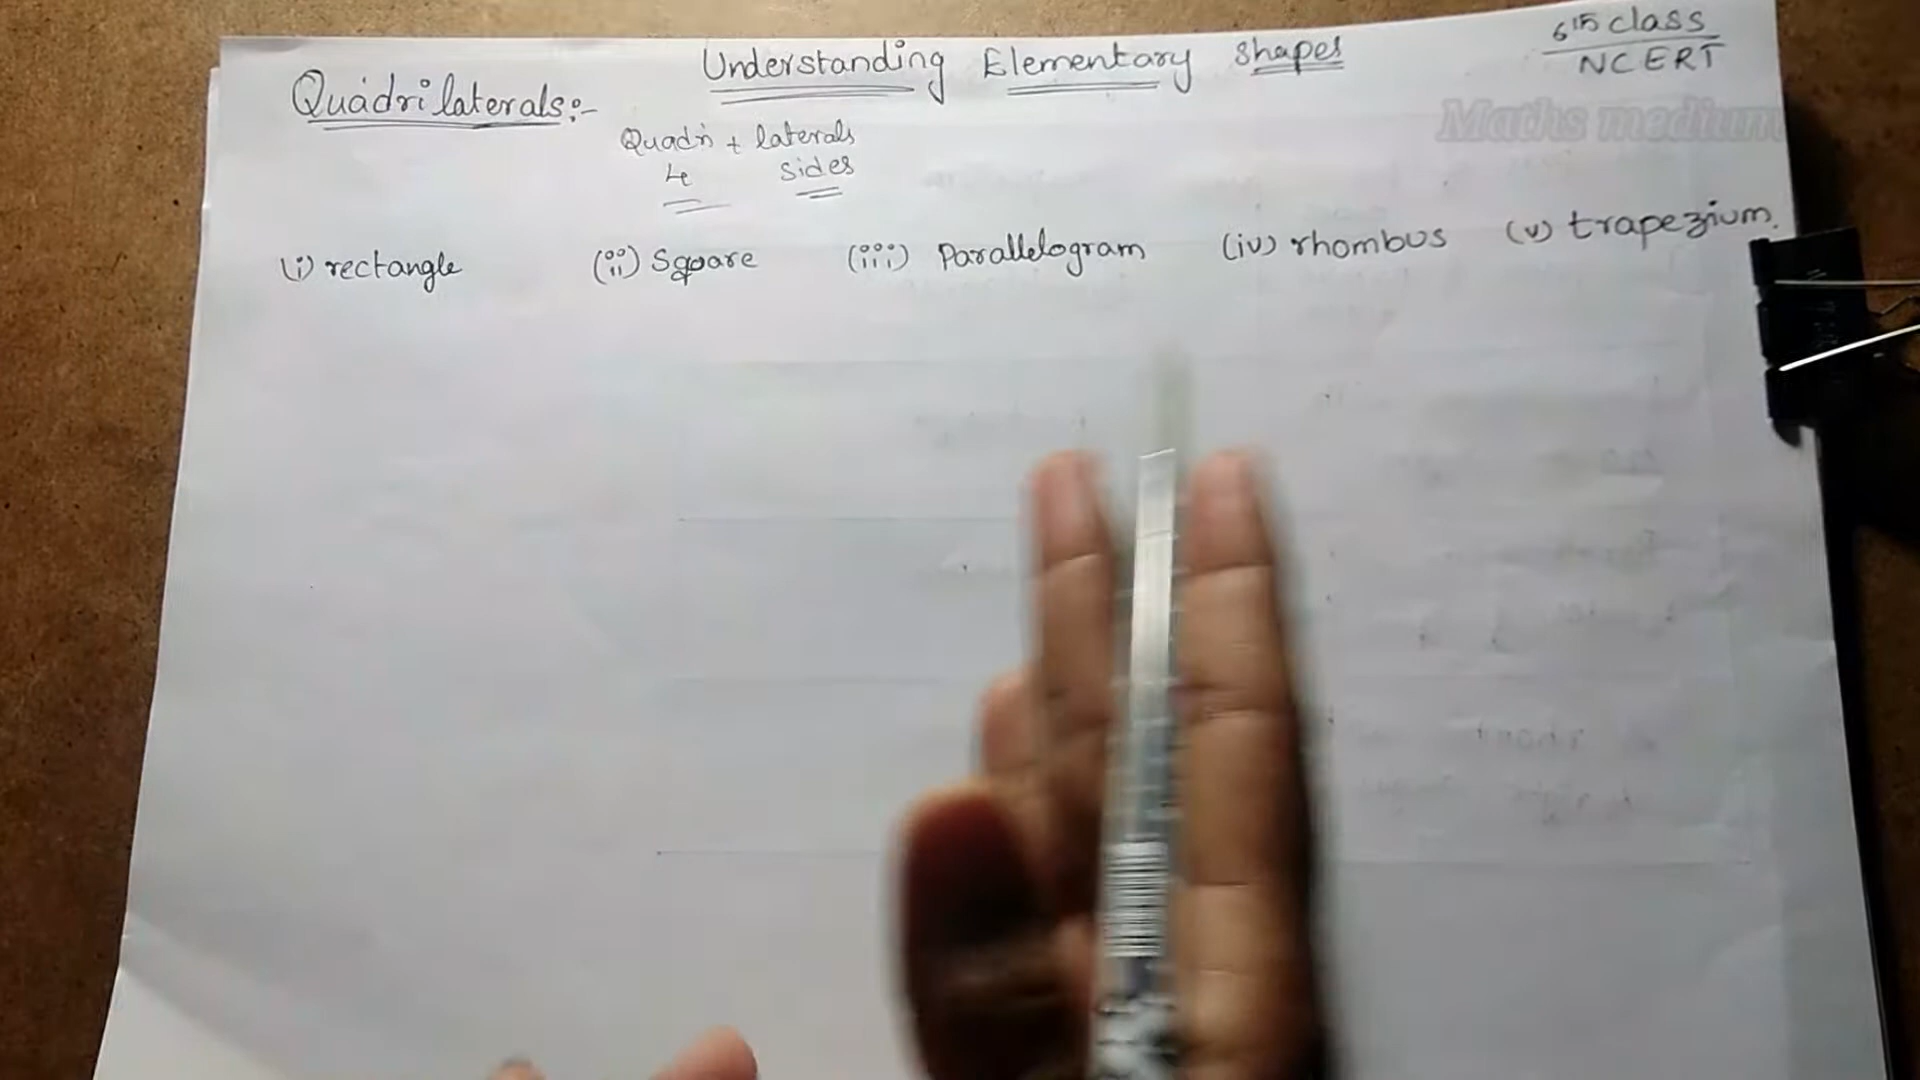 Understanding Elementary shapes
6th class
NCERT
Quadrilaterals:-
Maths medium
Quadri + laterals
4 sides
(i) rectangle (ii) Square (iii) Parallelogram (iv) rhombus (v) trapezium.